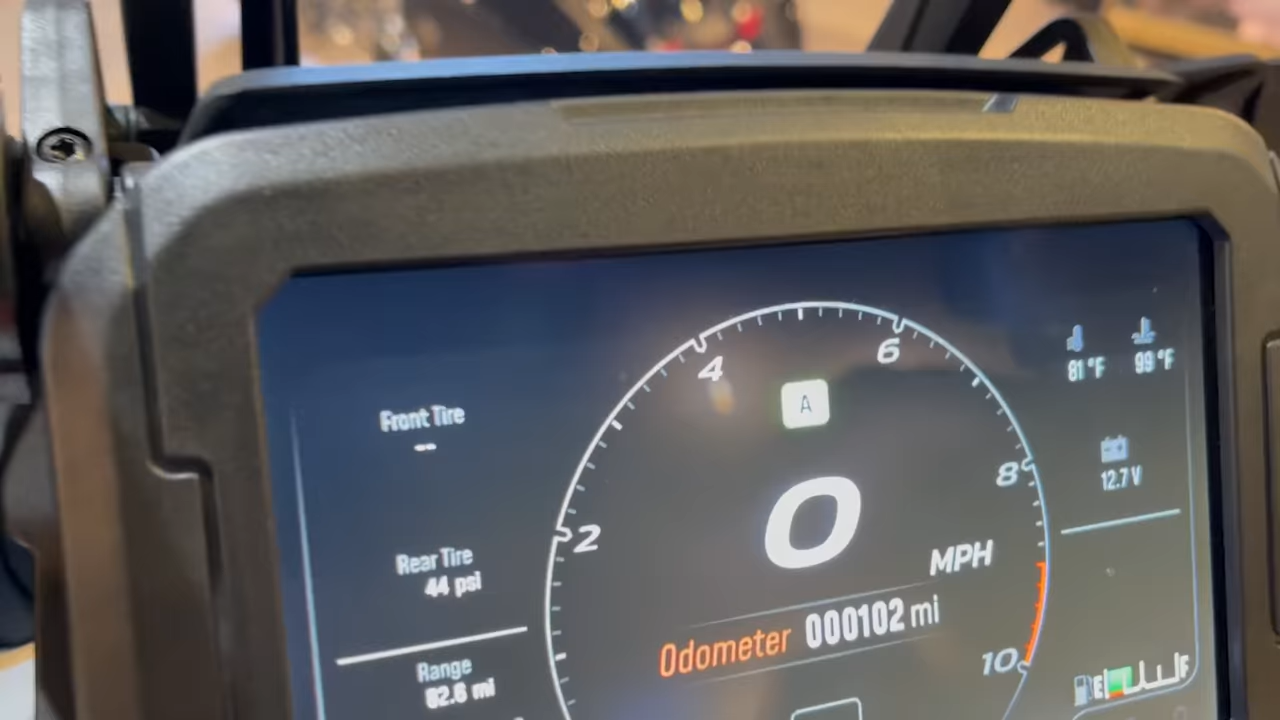 4
6
A
81 °F 99 °F
Front Tire
--
8
12.7 V
2
0
Rear Tire
44 psi
MPH
Odometer 000102 mi
10
Range
82.8 mi
E F